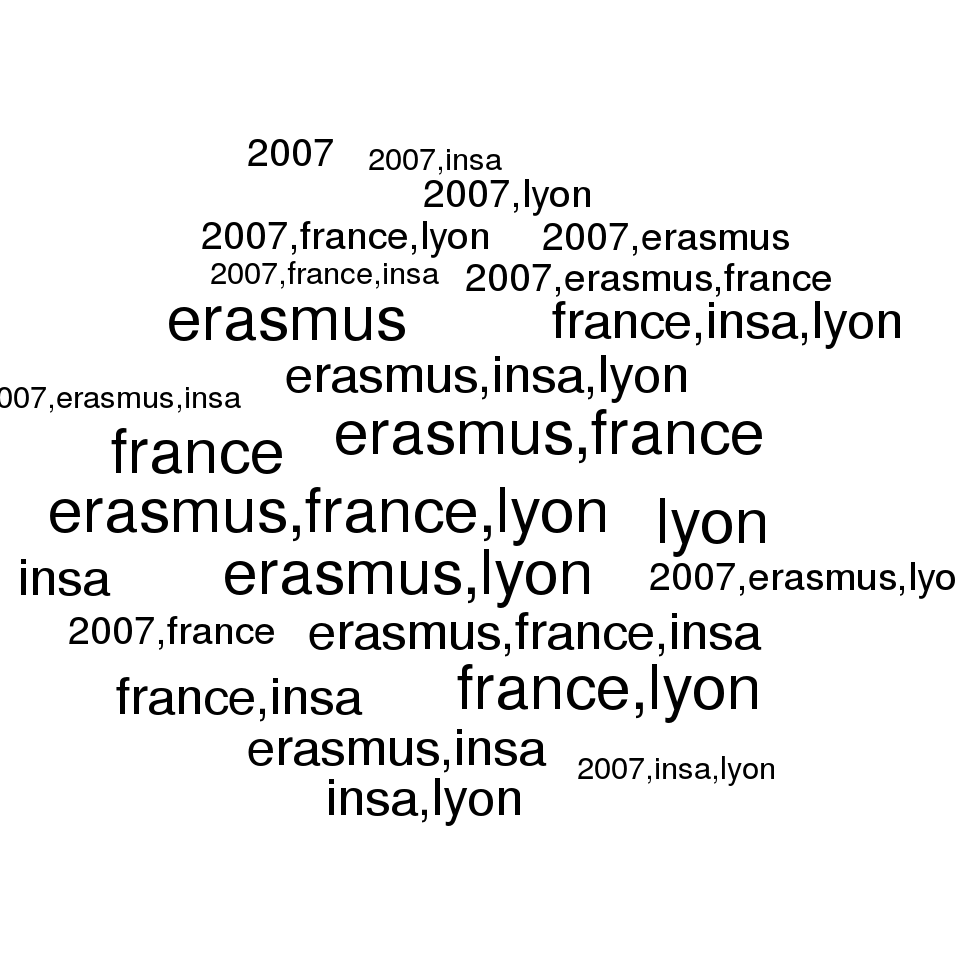 2007
2007,insa
2007,lyon
2007,france,lyon
2007,erasmus
2007,france,insa
2007,erasmus,france
erasmus
france,insa,lyon
erasmus,insa,lyon
007,erasmus,insa
erasmus,france
france
erasmus,france,lyon
lyon
insa
erasmus,lyon
2007,erasmus,lyo
2007,france
erasmus,france,insa
france,insa
france,lyon
erasmus,insa
2007,insa,lyon
insa,lyon